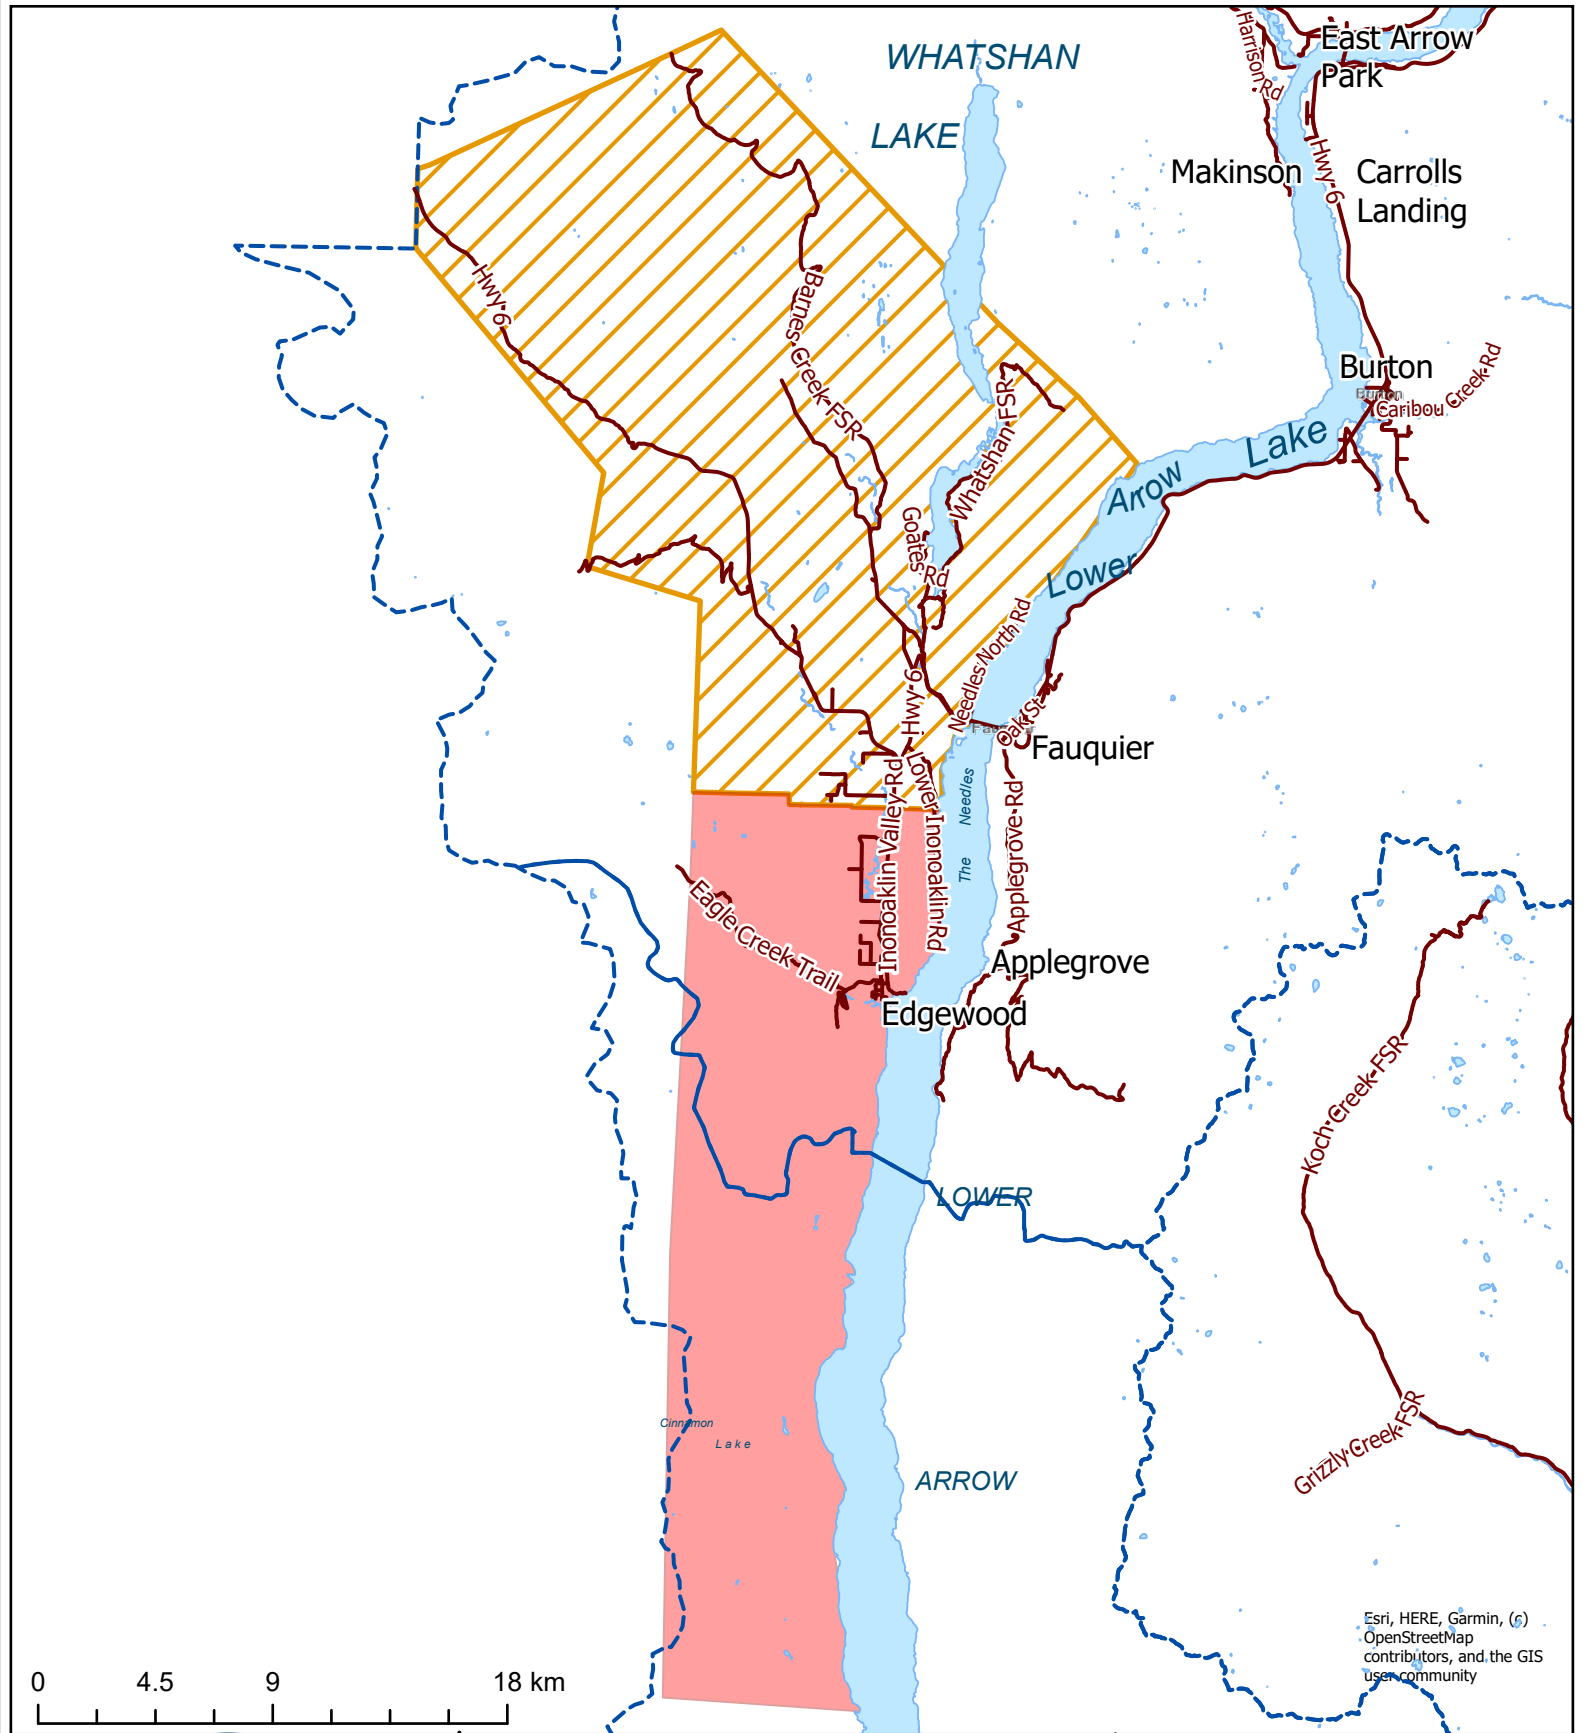 WHATSHAN
LAKE
Harrison Rd
East Arrow
Park
Makinson
Hwy 6
Carrolls
Landing
Hwy 6
Barnes Creek FSR
Burton
Burton
Caribou Creek Rd
Whatshan FSR
Lower Arrow Lake
Goates Rd
Needles North Rd
Hwy 6
Oak St
Fauquier
Inonoaklin Valley Rd
Lower Inonoaklin Rd
The Needles
Applegrove Rd
Eagle Creek Trail
Applegrove
Edgewood
Koch Creek FSR
LOWER
Cinnamon
Lake
ARROW
Grizzly Creek FSR
Esri, HERE, Garmin, (c)
OpenStreetMap
contributors, and the GIS
user community
0 4.5 9 18 km